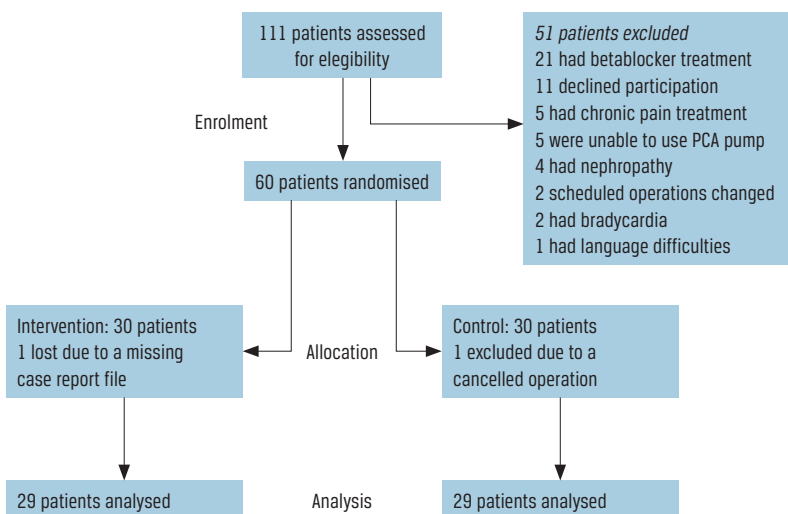 111 patients assessed
for elegibility
51 patients excluded
21 had betablocker treatment
11 declined participation
5 had chronic pain treatment
5 were unable to use PCA pump
4 had nephropathy
2 scheduled operations changed
2 had bradycardia
1 had language difficulties
Enrolment
60 patients randomised
Intervention: 30 patients
1 lost due to a missing
case report file
Allocation
Control: 30 patients
1 excluded due to a
cancelled operation
29 patients analysed
Analysis
29 patients analysed